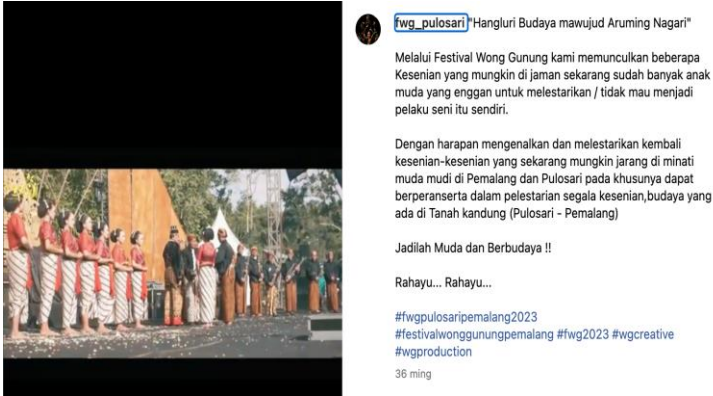 fwg_pulosari "Hangluri Budaya mawujud Aruming Nagari"
Melalui Festival Wong Gunung kami memunculkan beberapa
Kesenian yang mungkin di jaman sekarang sudah banyak anak
muda yang enggan untuk melestarikan / tidak mau menjadi
pelaku seni itu sendiri.
Dengan harapan mengenalkan dan melestarikan kembali
kesenian-kesenian yang sekarang mungkin jarang di minati
muda mudi di Pemalang dan Pulosari pada khusunya dapat
berperanserta dalam pelestarian segala kesenian,budaya yang
ada di Tanah kandung (Pulosari - Pemalang)
Jadilah Muda dan Berbudaya !!
Rahayu... Rahayu...
#fwgpulosaripemalang2023
#festivalwonggunungpemalang #fwg2023 #wgcreative
#wgproduction
36 ming